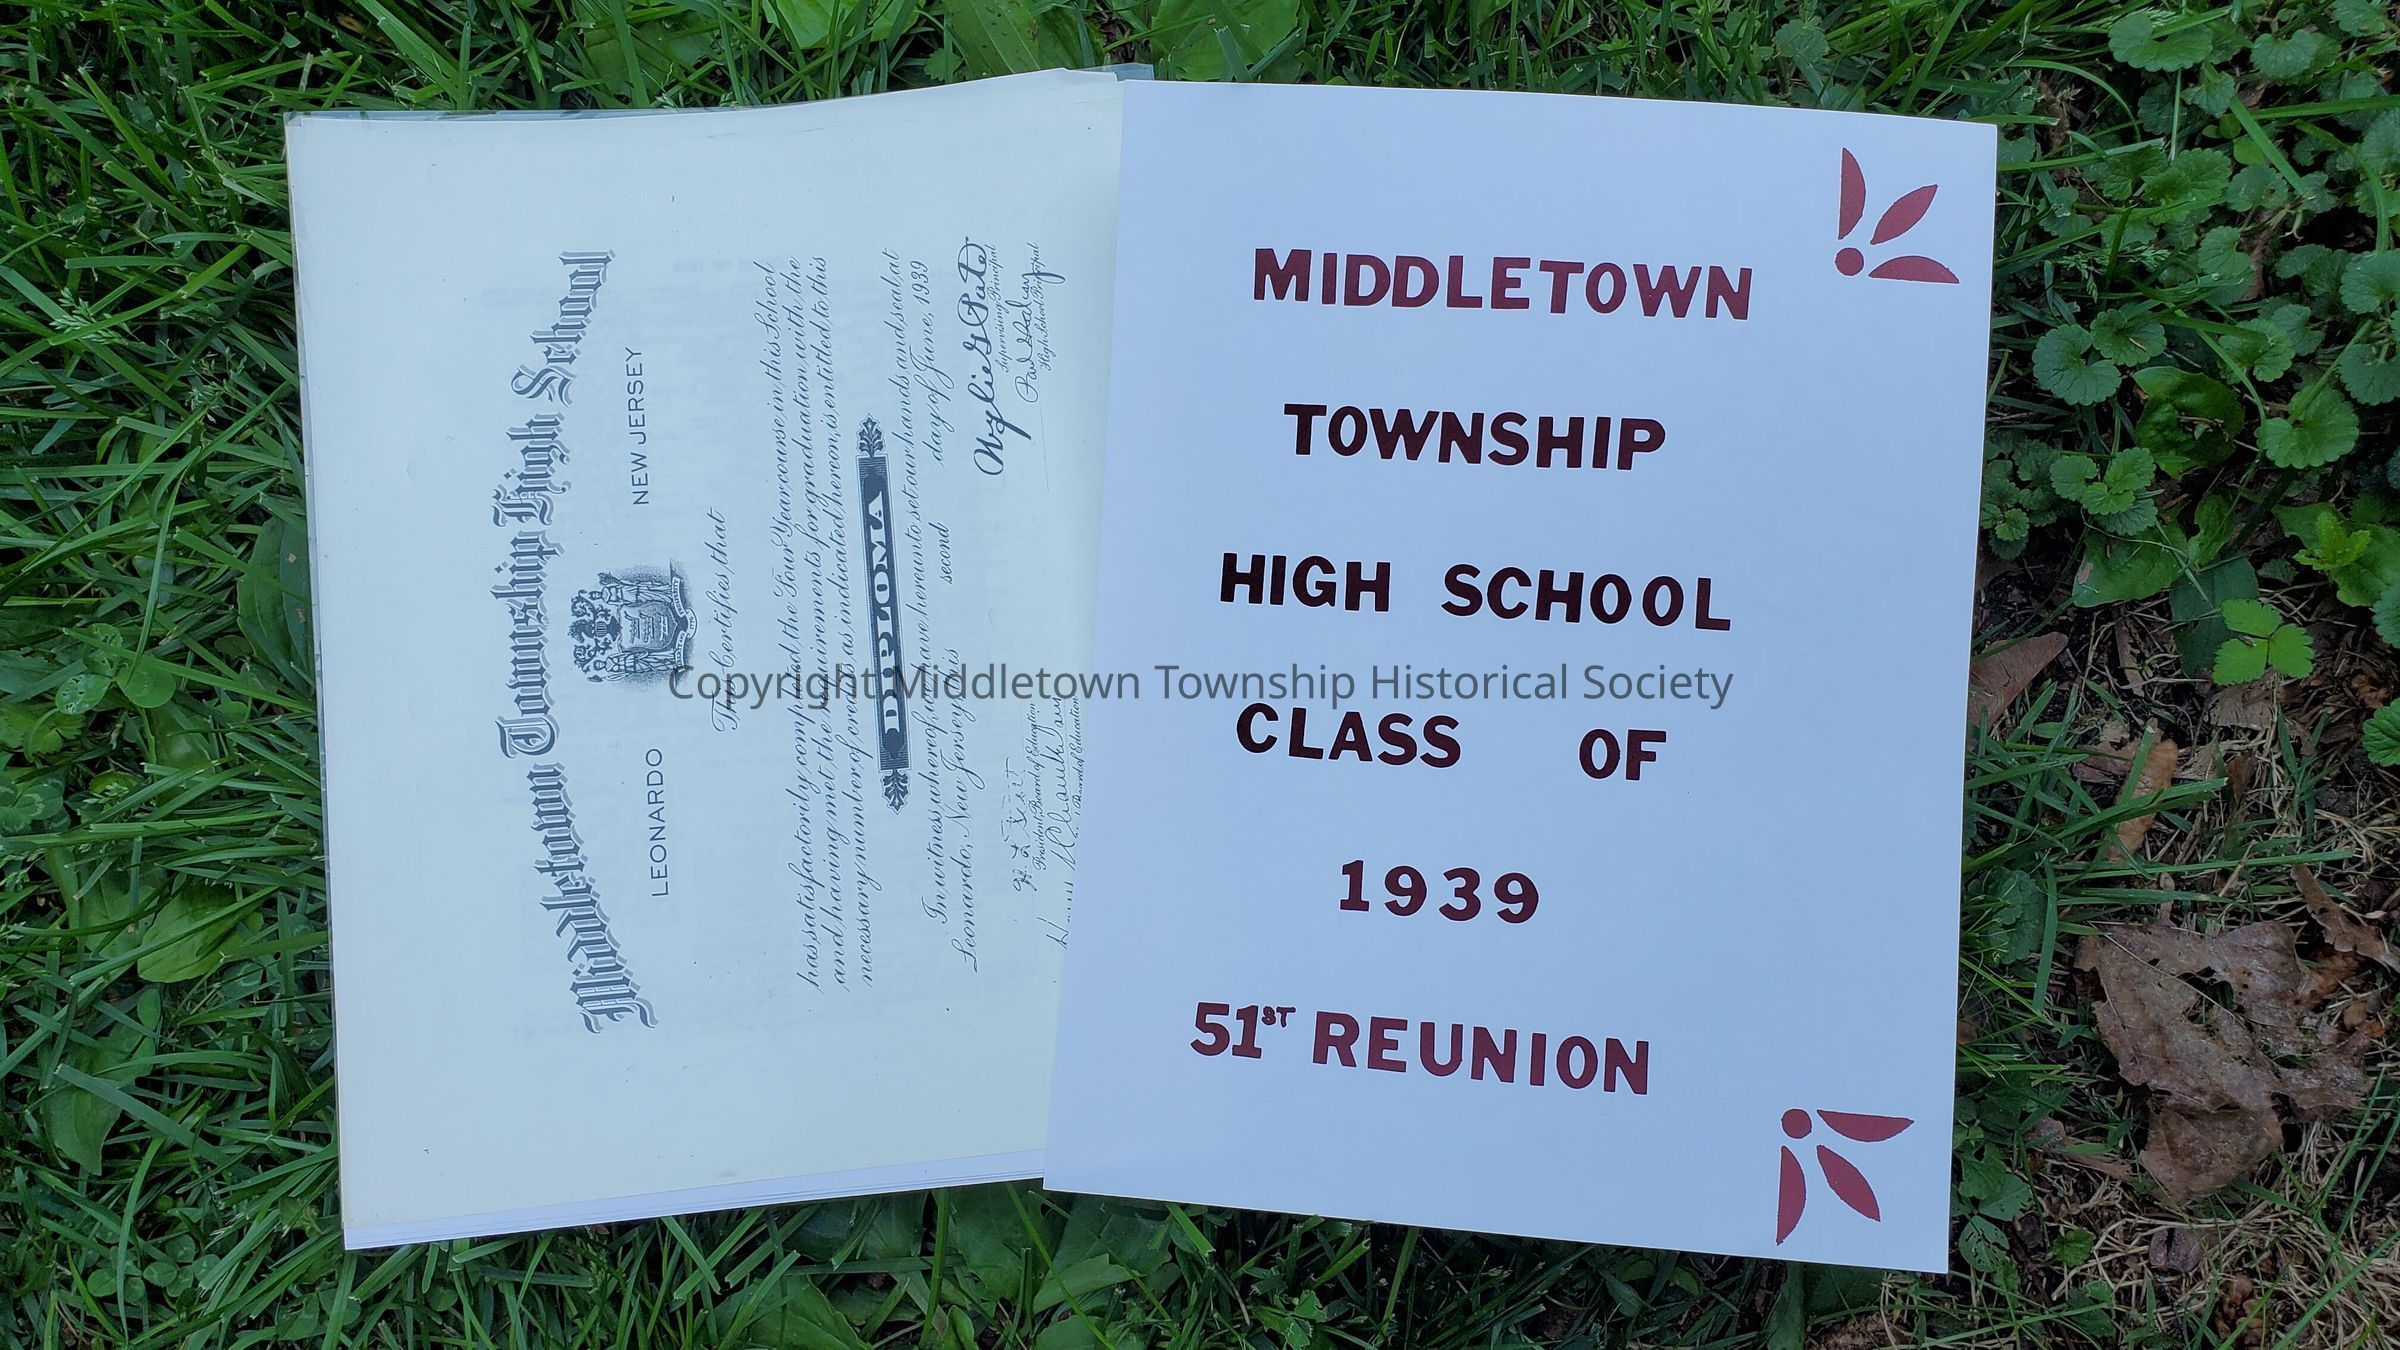 Middletown Township High School
LEONARDO NEW JERSEY
This Certifies that
has satisfactorily completed the Four Year course in this School
and having met the requirements for graduation with the
necessary number of credits as indicated hereon, is entitled to this
DIPLOMA
In witness whereof, we have hereunto set our hands and seal at
Leonardo, New Jersey this second day of June, 1939
Wylie G Pate
Supervising Principal
President Board of Education
High School Principal
Board of Education
MIDDLETOWN
TOWNSHIP
HIGH SCHOOL
CLASS OF
1939
51ST REUNION
Copyright Middletown Township Historical Society